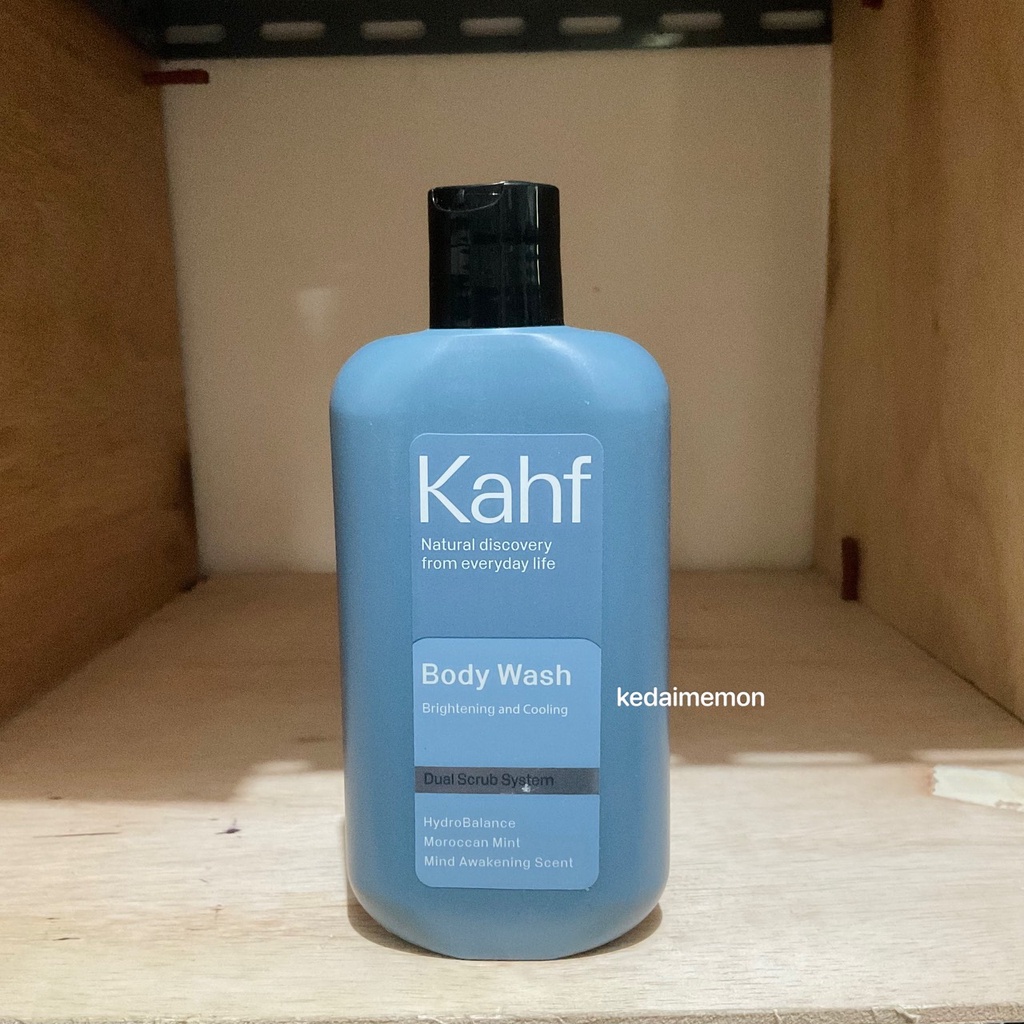 Kahf
Natural discovery
from everyday life
Body Wash
Brightening and Cooling
Dual Scrub System
HydroBalance
Moroccan Mint
Mind Awakening Scent
kedaimemon